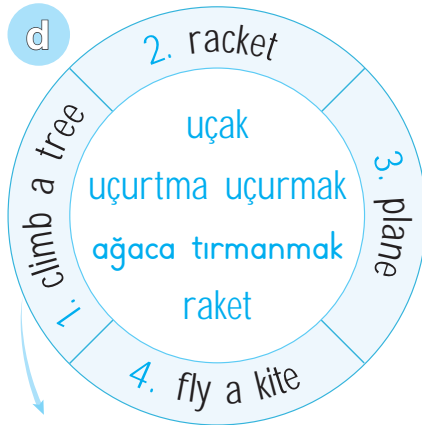 d
1. climb a tree
2. racket
3. plane
4. fly a kite
uçak
uçurtma uçurmak
ağaca tırmanmak
raket